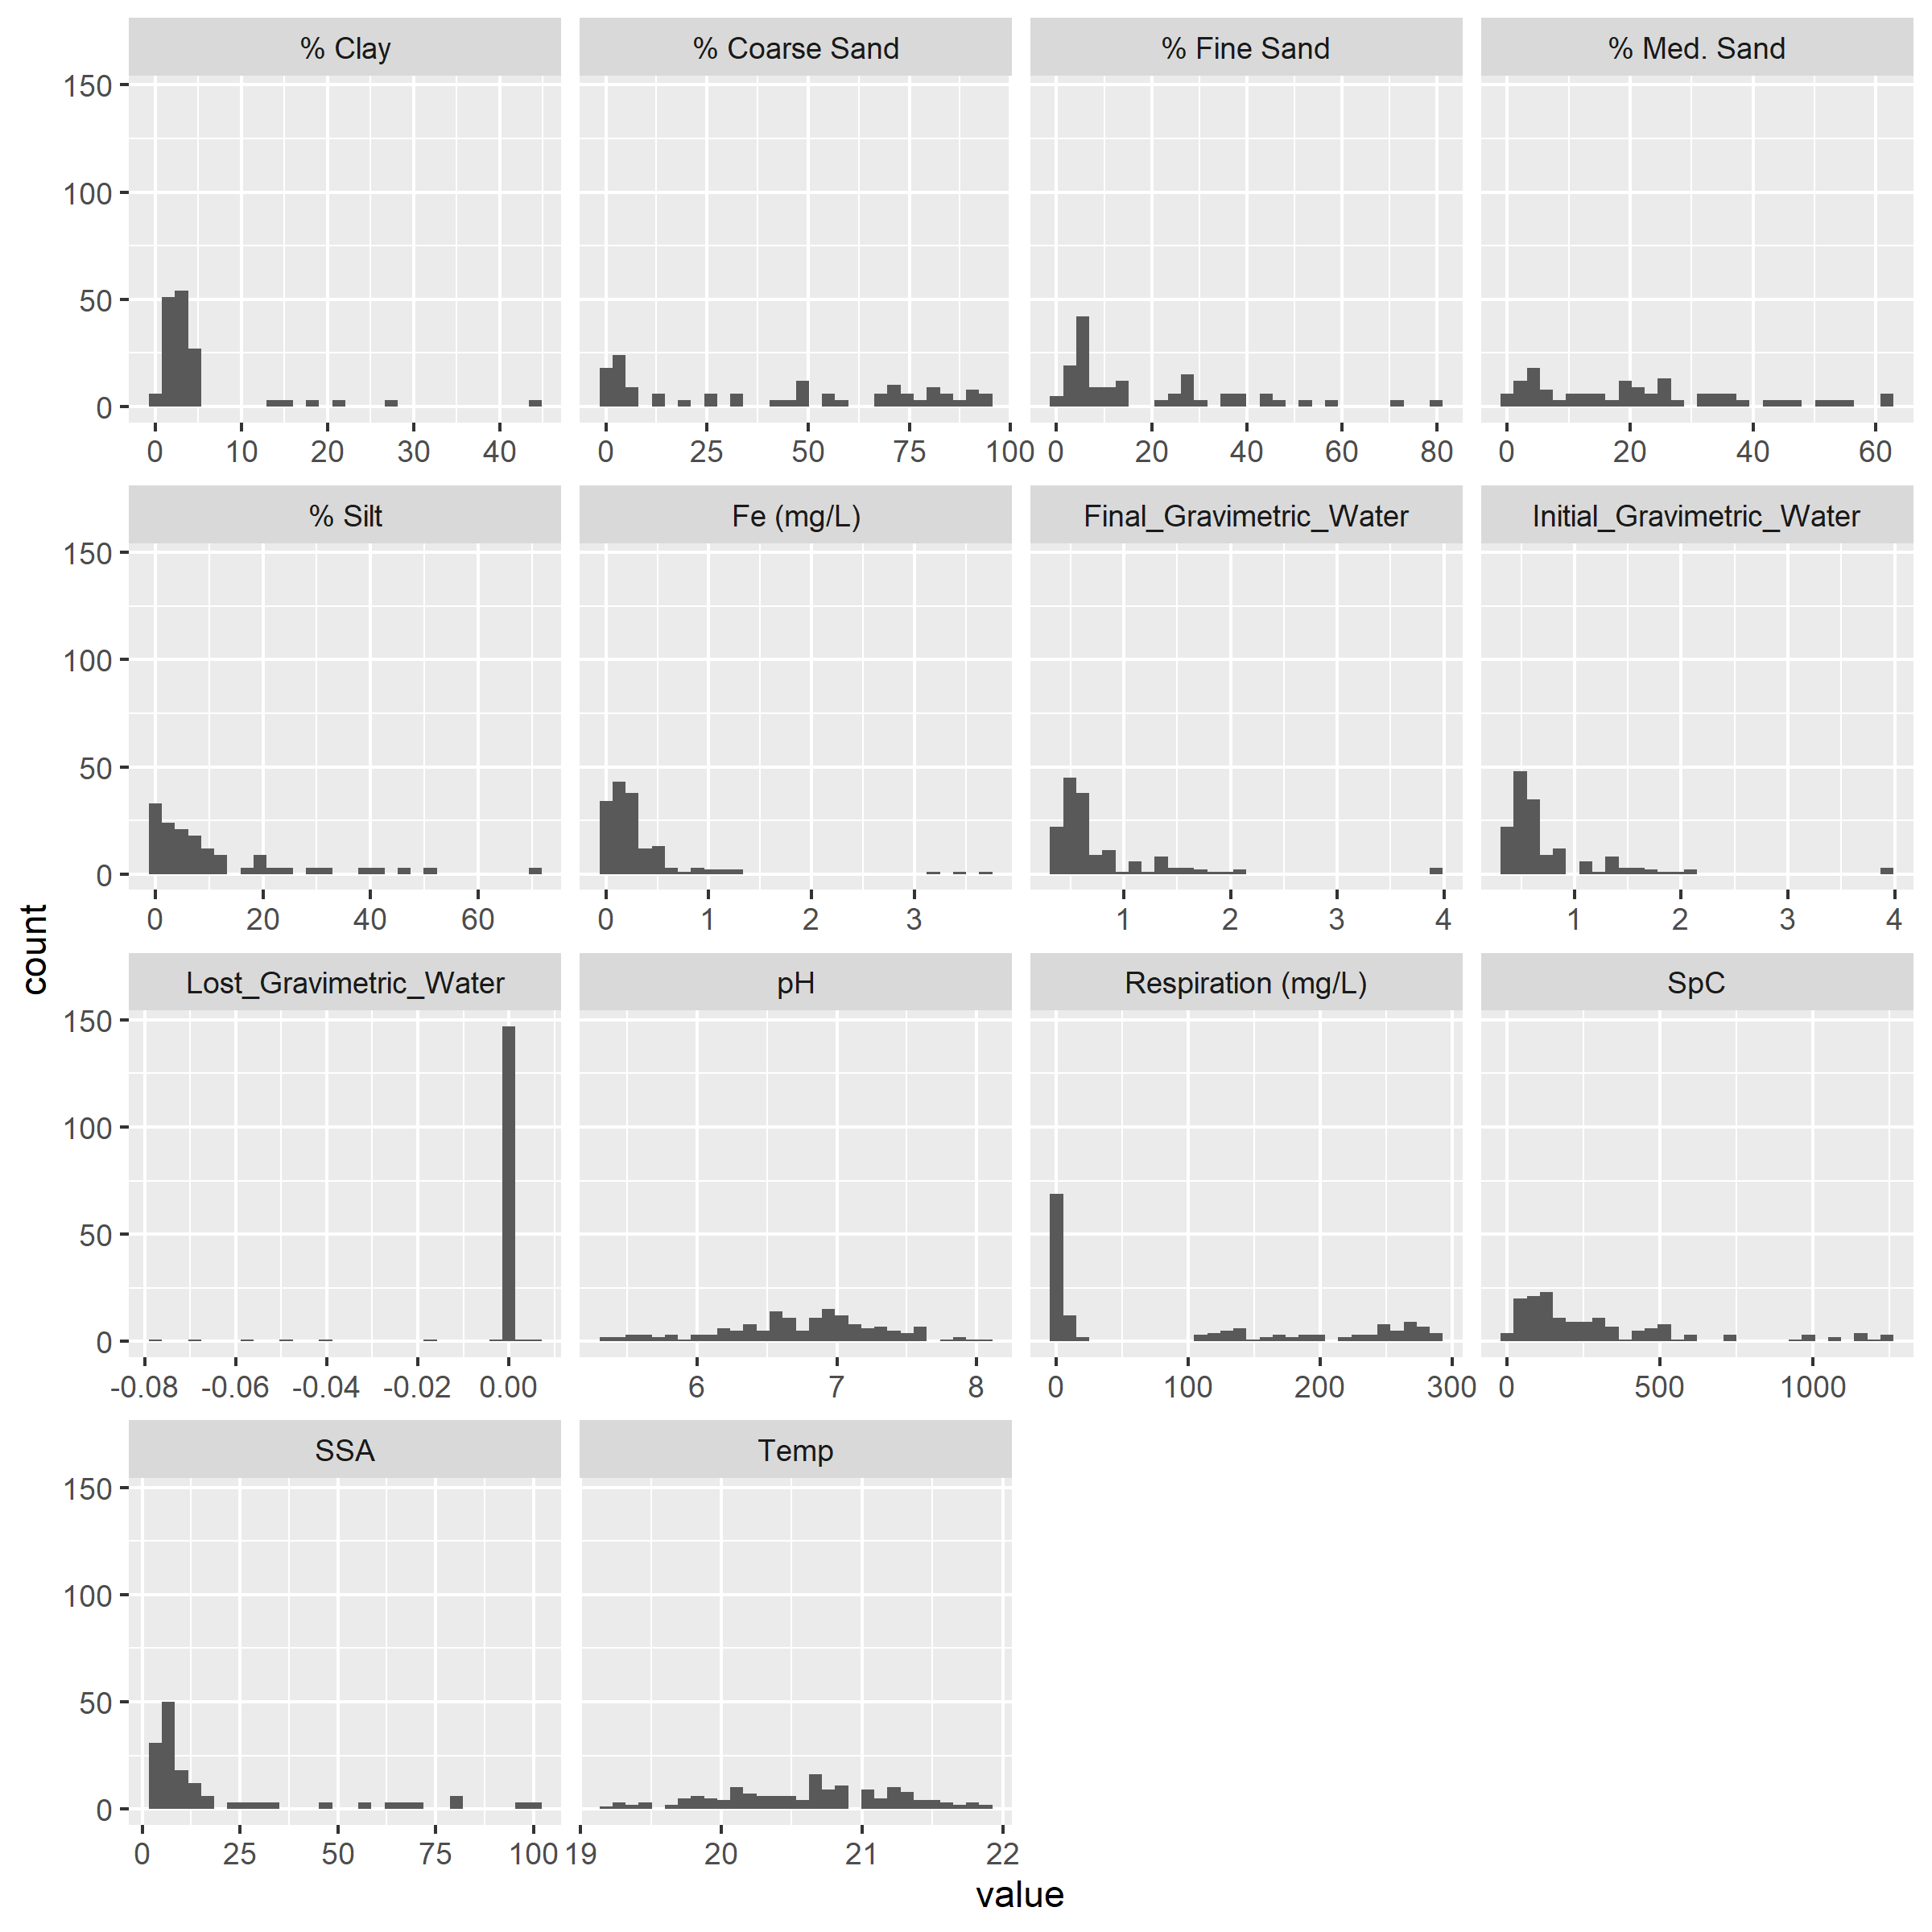 % Clay
% Coarse Sand
% Fine Sand
% Med. Sand
150
100
50
0
0 10 20 30 40
0 25 50 75 100
0 20 40 60 80
0 20 40 60
% Silt
Fe (mg/L)
Final_Gravimetric_Water
Initial_Gravimetric_Water
150
100
50
0
0 20 40 60
0 1 2 3
1 2 3 4
1 2 3 4
count
Lost_Gravimetric_Water
pH
Respiration (mg/L)
SpC
150
100
50
0
-0.08 -0.06 -0.04 -0.02 0.00
6 7 8
0 100 200 300
0 500 1000
SSA
Temp
150
100
50
0
0 25 50 75 100
19 20 21 22
value